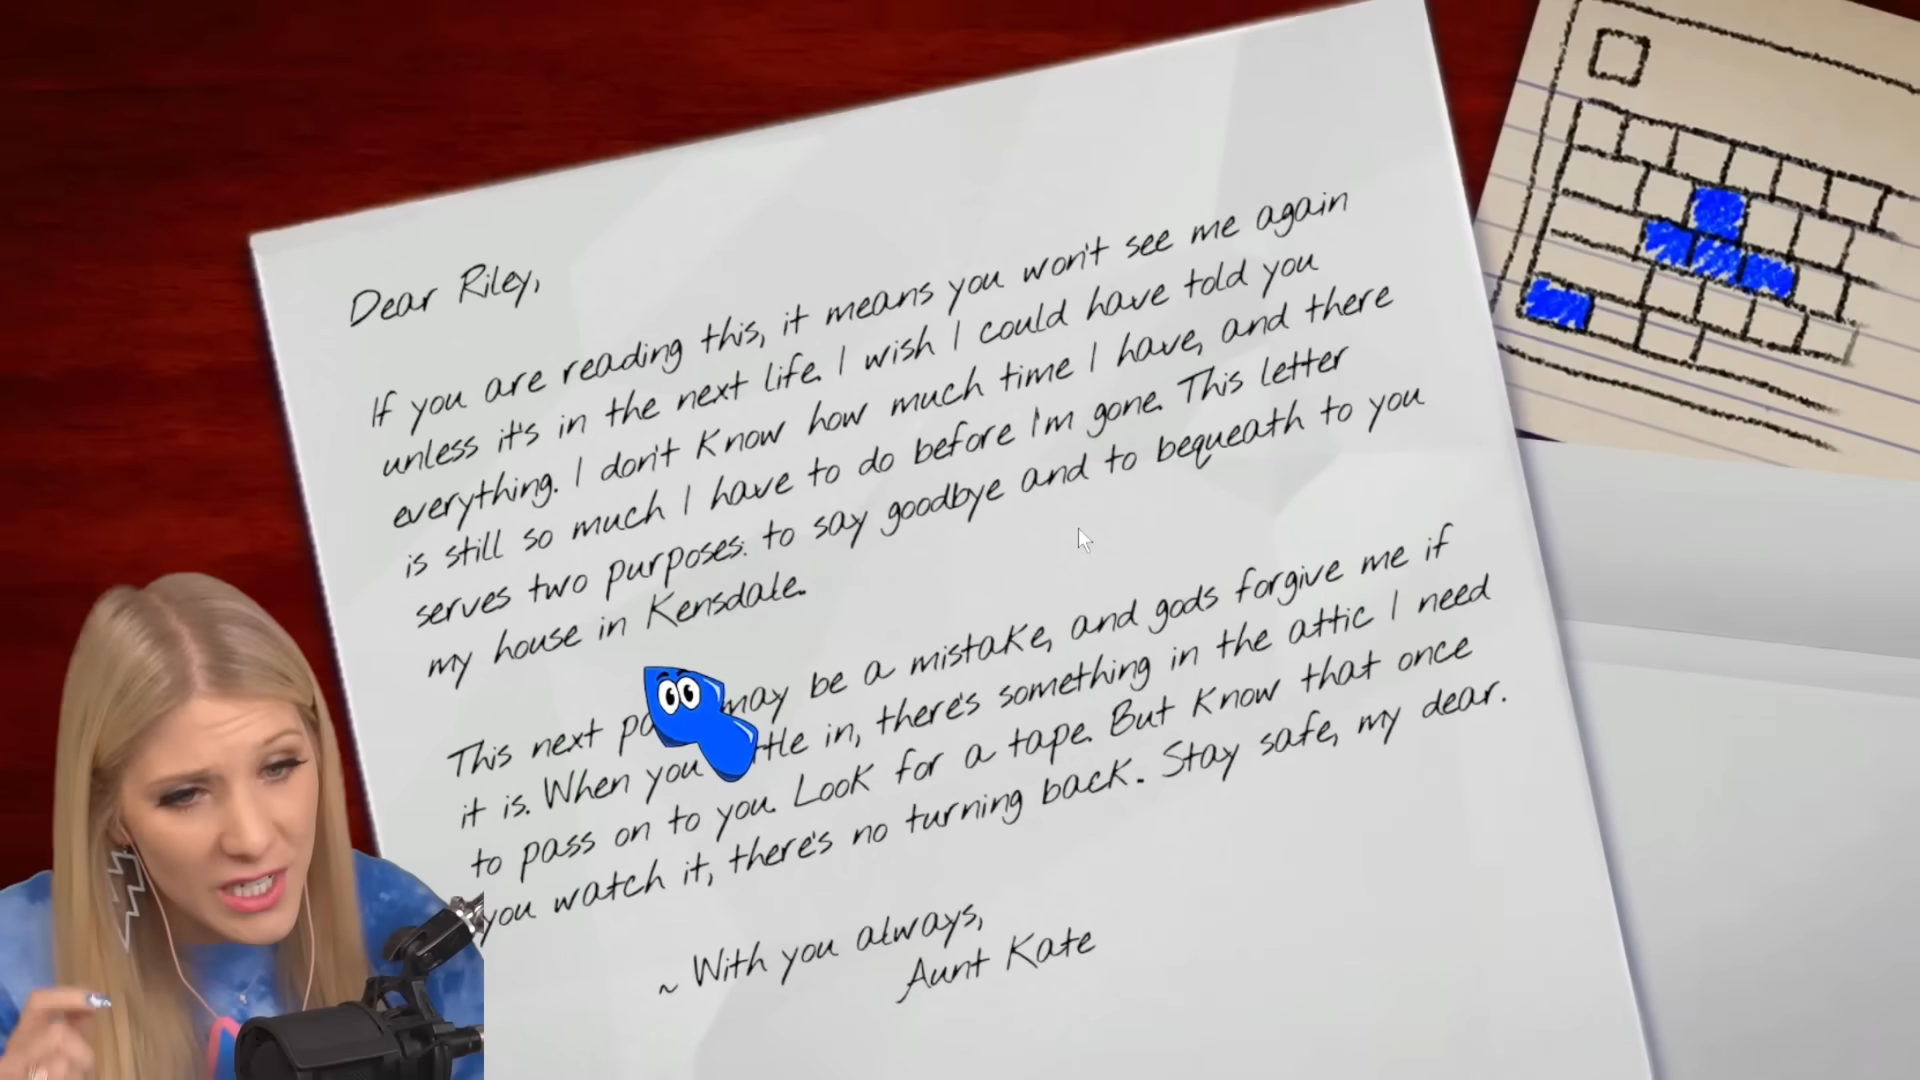 Dear Riley,
If you are reading this, it means you won't see me again
unless it's in the next life. I wish I could have told you
everything. I don't know how much time I have, and there
is still so much I have to do before I'm gone. This letter
serves two purposes: to say goodbye and to bequeath to you
my house in Kensdale.
This next may be a mistake, and gods forgive me if
it is. When you in, there's something in the attic I need
to pass on to you. Look for a tape. But know that once
you watch it, there's no turning back. Stay safe, my dear.
~ With you always,
Aunt Kate